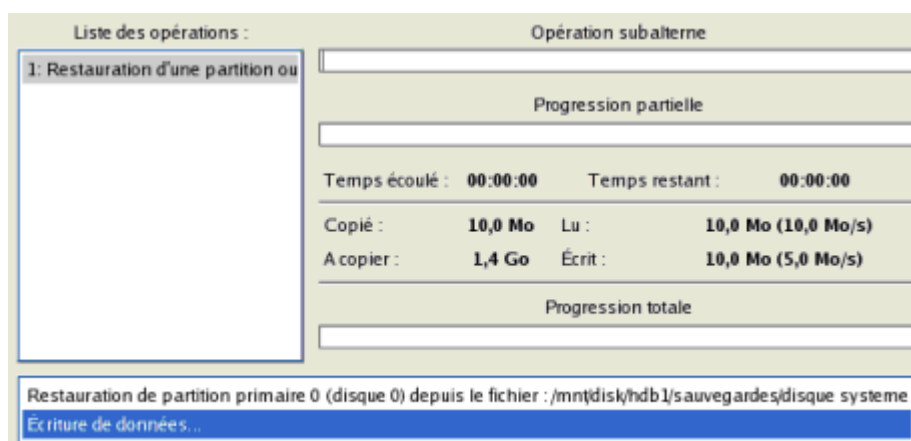 Liste des opérations :
Opération subalterne
1: Restauration d'une partition ou
Progression partielle
Temps écoulé : 00:00:00 Temps restant : 00:00:00
Copié : 10,0 Mo Lu : 10,0 Mo (10,0 Mo/s)
A copier : 1,4 Go Écrit : 10,0 Mo (5,0 Mo/s)
Progression totale
Restauration de partition primaire 0 (disque 0) depuis le fichier :/mnt/disk/hdb1/sauvegardes/disque systeme
Écriture de données...